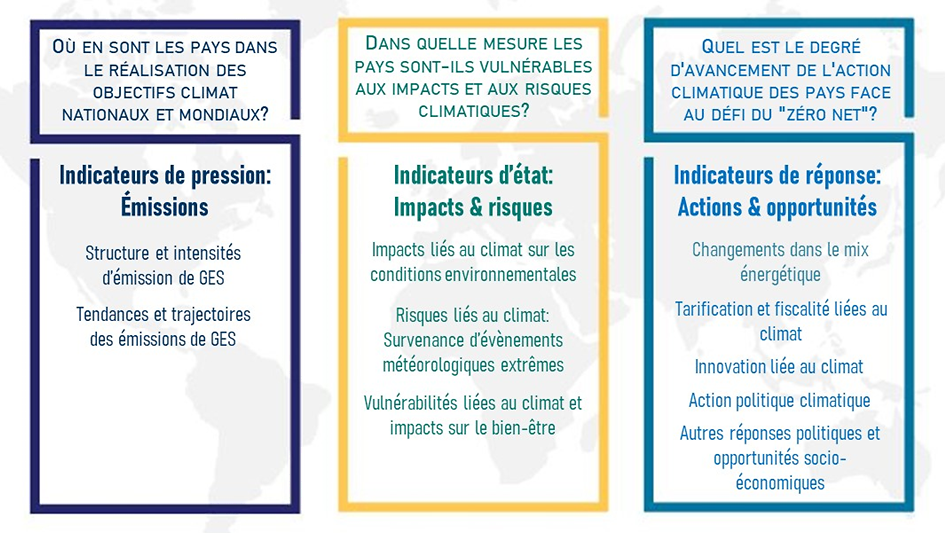 OÙ EN SONT LES PAYS DANS
LE RÉALISATION DES
OBJECTIFS CLIMAT
NATIONAUX ET MONDIAUX?
Indicateurs de pression:
Émissions
Structure et intensités
d'émission de GES
Tendances et trajectoires
des émissions de GES
DANS QUELLE MESURE LES
PAYS SONT-ILS VULNÉRABLES
AUX IMPACTS ET AUX RISQUES
CLIMATIQUES?
Indicateurs d'état:
Impacts & risques
Impacts liés au climat sur les
conditions environnementales
Risques liés au climat:
Survenance d'évènements
météorologiques extrêmes
Vulnérabilités liées au climat et
impacts sur le bien-être
QUEL EST LE DEGRÉ
D'AVANCEMENT DE L'ACTION
CLIMATIQUE DES PAYS FACE
AU DÉFI DU "ZÉRO NET"?
Indicateurs de réponse:
Actions & opportunités
Changements dans le mix
énergétique
Tarification et fiscalité liées au
climat
Innovation liée au climat
Action politique climatique
Autres réponses politiques et
opportunités socio-
économiques